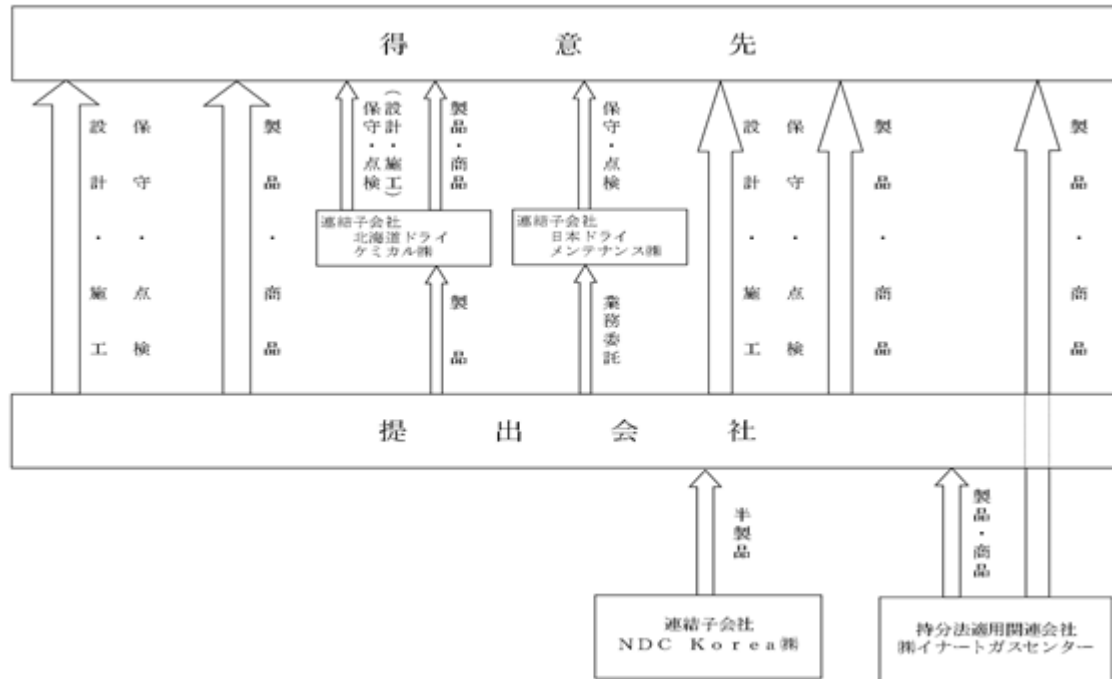 得意先
設計・施工
保守・点検
製品・商品
保守・点検
(設計・施工)
製品・商品
保守・点検
設計・施工
保守・点検
製品・商品
製品・商品
連結子会社
北海道ドライ
ケミカル㈱
連結子会社
日本ドライ
メンテナンス㈱
製品
業務委託
提出会社
半製品
製品・商品
連結子会社
NDC Korea㈱
持分法適用関連会社
㈱イナートガスセンター